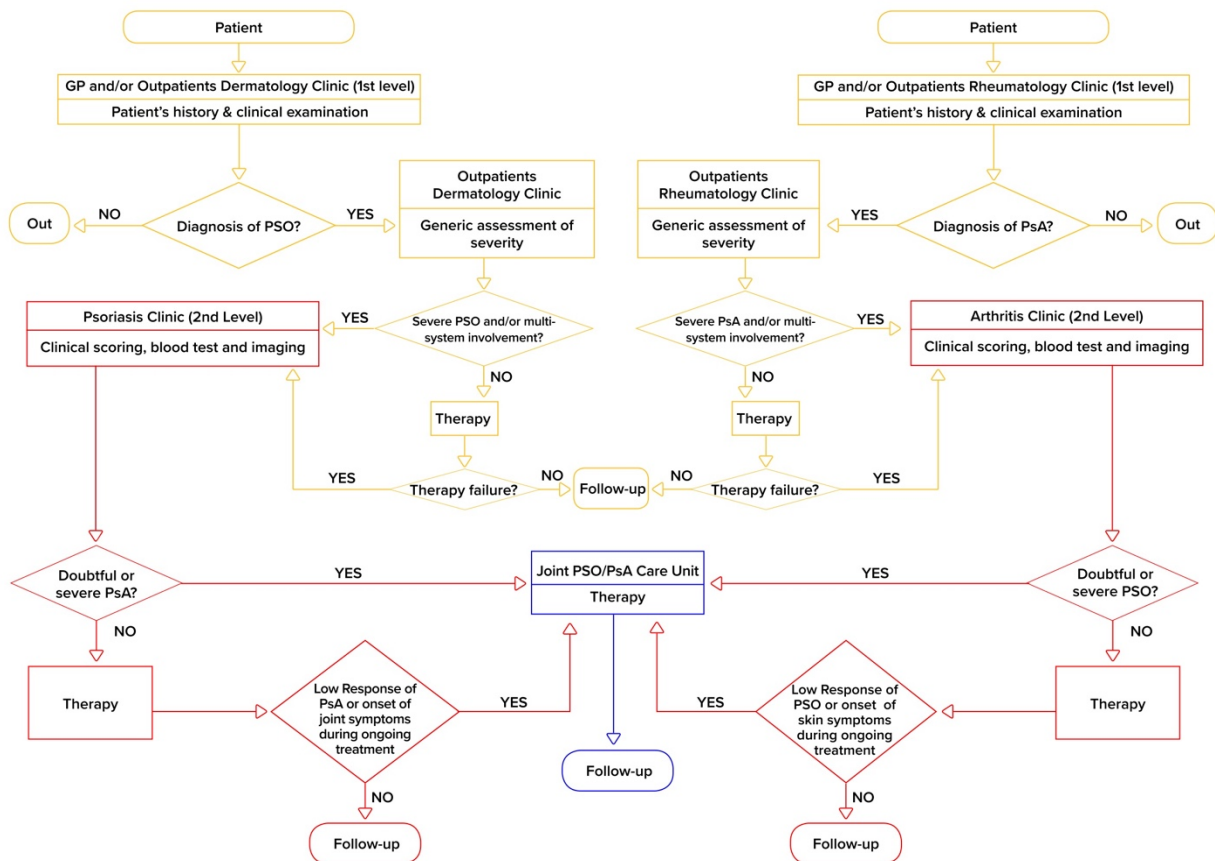 Patient
Patient
GP and/or Outpatients Dermatology Clinic (1st level)
Patient's history & clinical examination
GP and/or Outpatients Rheumatology Clinic (1st level)
Patient's history & clinical examination
Out
NO
Diagnosis of PSO?
YES
Outpatients
Dermatology Clinic
Generic assessment of
severity
Outpatients
Rheumatology Clinic
Generic assessment of
severity
YES
Diagnosis of PsA?
NO
Out
Psoriasis Clinic (2nd Level)
Clinical scoring, blood test and imaging
YES
Severe PSO and/or multi-
system involvement?
Severe PsA and/or multi-
system involvement?
YES
Arthritis Clinic (2nd Level)
Clinical scoring, blood test and imaging
NO
NO
Therapy
Therapy
YES
Therapy failure?
NO
Follow-up
NO
Therapy failure?
YES
Doubtful or
severe PsA?
YES
Joint PSO/PsA Care Unit
Therapy
YES
Doubtful or
severe PSO?
NO
NO
Therapy
Low Response of
PsA or onset of
joint symptoms
during ongoing
treatment
YES
YES
Low Response of
PSO or onset of
skin symptoms
during ongoing
treatment
Therapy
Follow-up
NO
NO
Follow-up
Follow-up